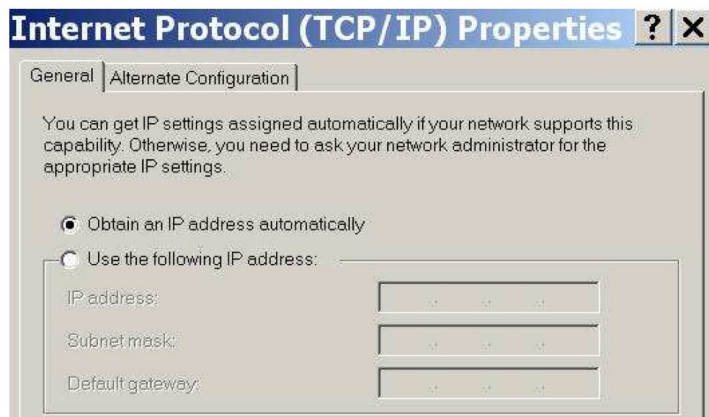 Internet Protocol (TCP/IP) Properties ? X
General Alternate Configuration
You can get IP settings assigned automatically if your network supports this
capability. Otherwise, you need to ask your network administrator for the
appropriate IP settings.
Obtain an IP address automatically
Use the following IP address:
IP address: . . .
Subnet mask: . . .
Default gateway: . . .